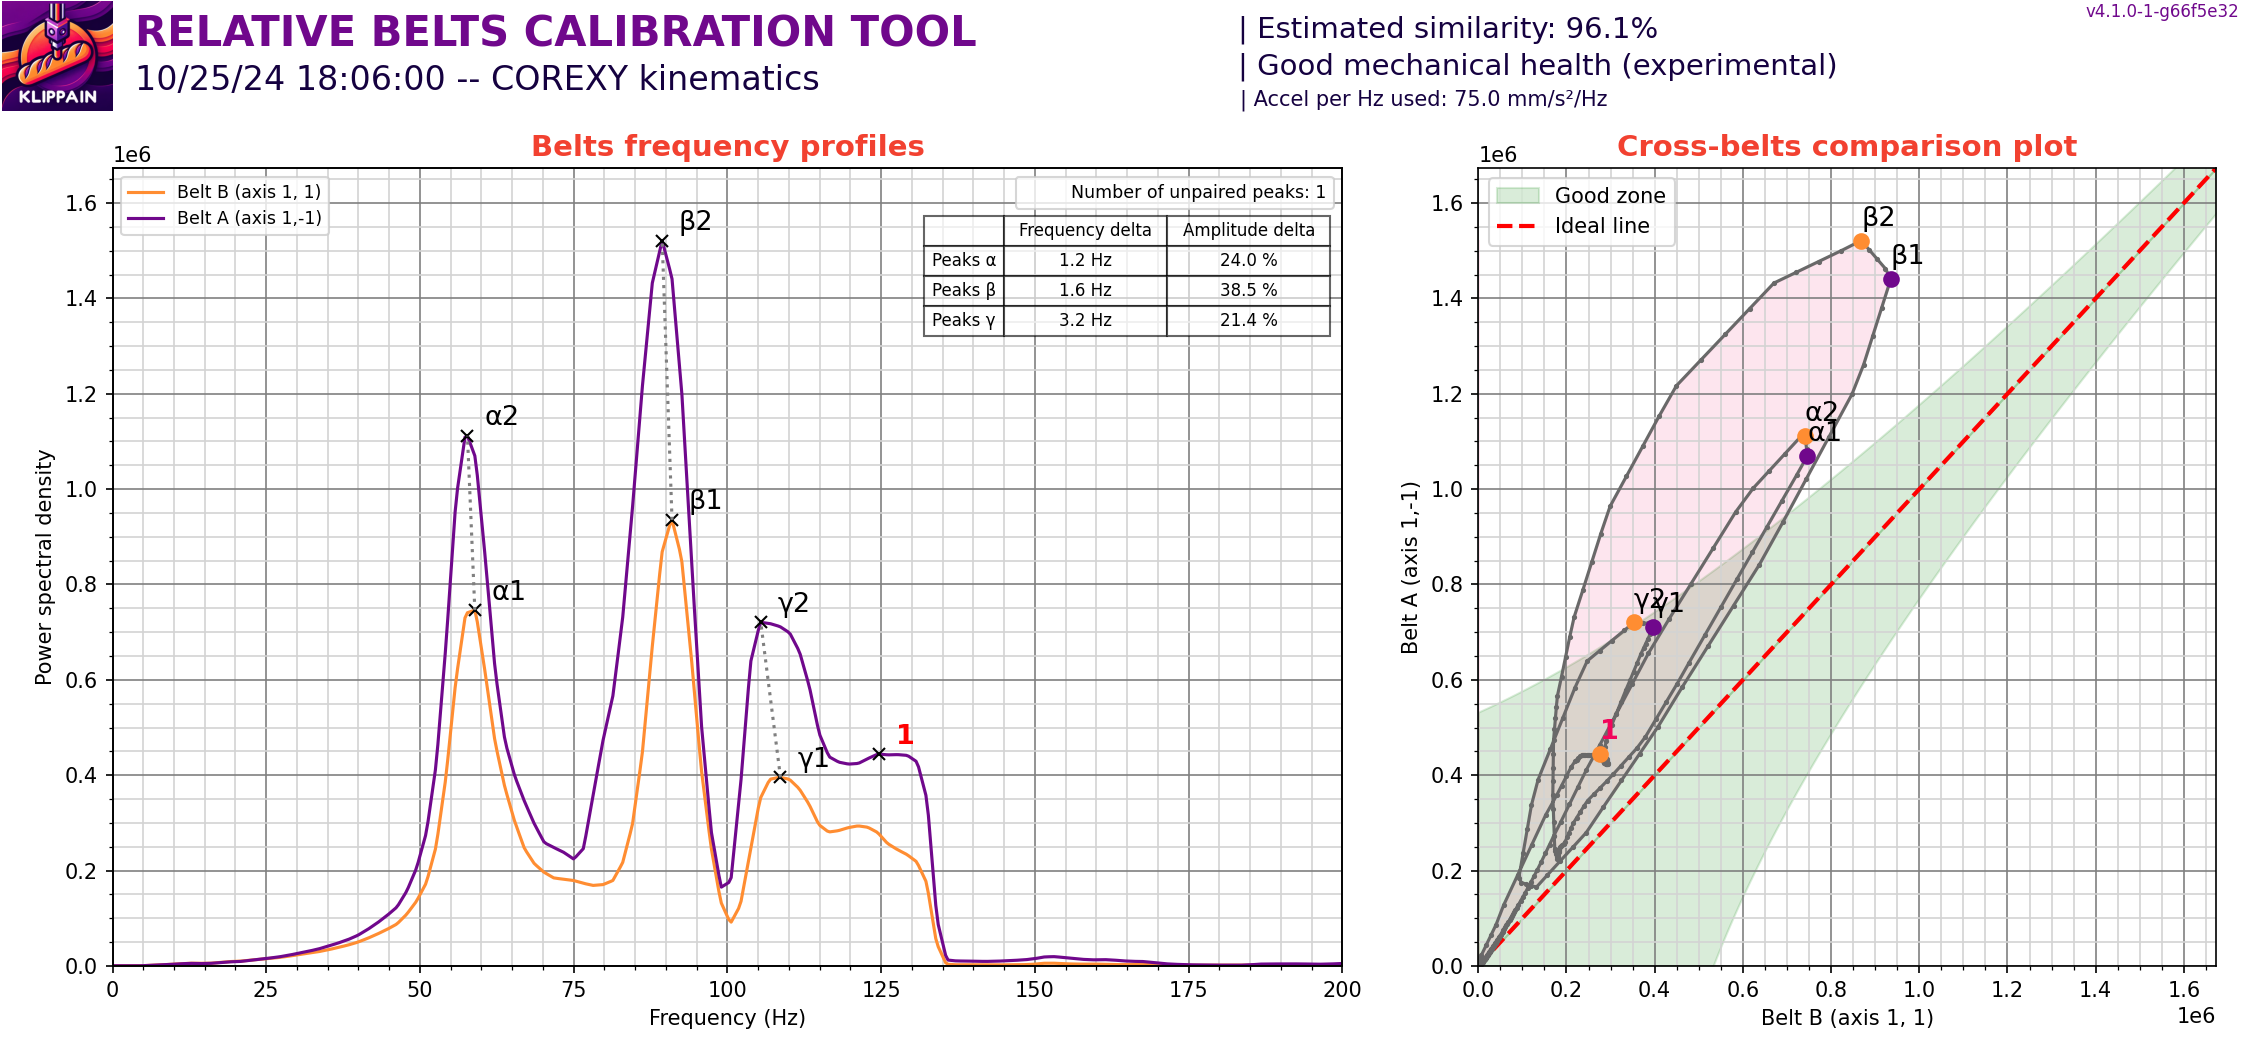 KLIPPAIN
RELATIVE BELTS CALIBRATION TOOL
10/25/24 18:06:00 -- COREXY kinematics
| Estimated similarity: 96.1%
| Good mechanical health (experimental)
| Accel per Hz used: 75.0 mm/s²/Hz
v4.1.0-1-g66f5e32
Belts frequency profiles
1e6
Belt B (axis 1, 1)
Belt A (axis 1,-1)
Number of unpaired peaks: 1
Frequency delta Amplitude delta
Peaks α 1.2 Hz 24.0 %
Peaks β 1.6 Hz 38.5 %
Peaks γ 3.2 Hz 21.4 %
β2
α2
β1
α1
γ2
1
γ1
1.6
1.4
1.2
1.0
0.8
0.6
0.4
0.2
0.0
Power spectral density
0 25 50 75 100 125 150 175 200
Frequency (Hz)
Cross-belts comparison plot
1e6
Good zone
Ideal line
β2
β1
α2
α1
γ2
γ1
1
1.6
1.4
1.2
1.0
0.8
0.6
0.4
0.2
0.0
Belt A (axis 1,-1)
0.0 0.2 0.4 0.6 0.8 1.0 1.2 1.4 1.6
Belt B (axis 1, 1)
1e6